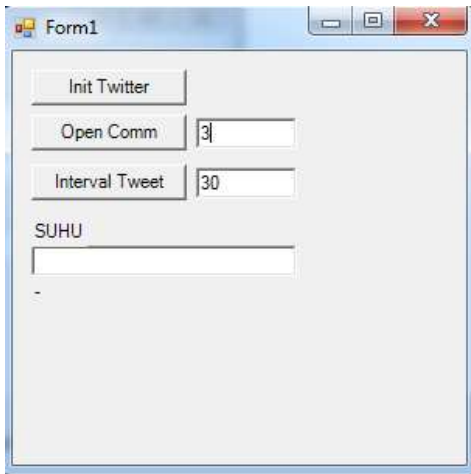 Form1
Init Twitter
Open Comm 3
Interval Tweet 30
SUHU
-